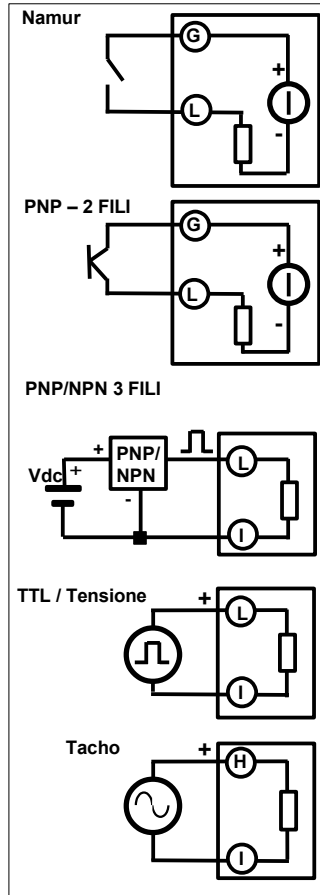 Namur
G
+
L
-
PNP – 2 FILI
G
+
L
-
PNP/NPN 3 FILI
+
PNP/
NPN
L
Vdc
+
-
I
TTL / Tensione
+
L
I
Tacho
+
H
I